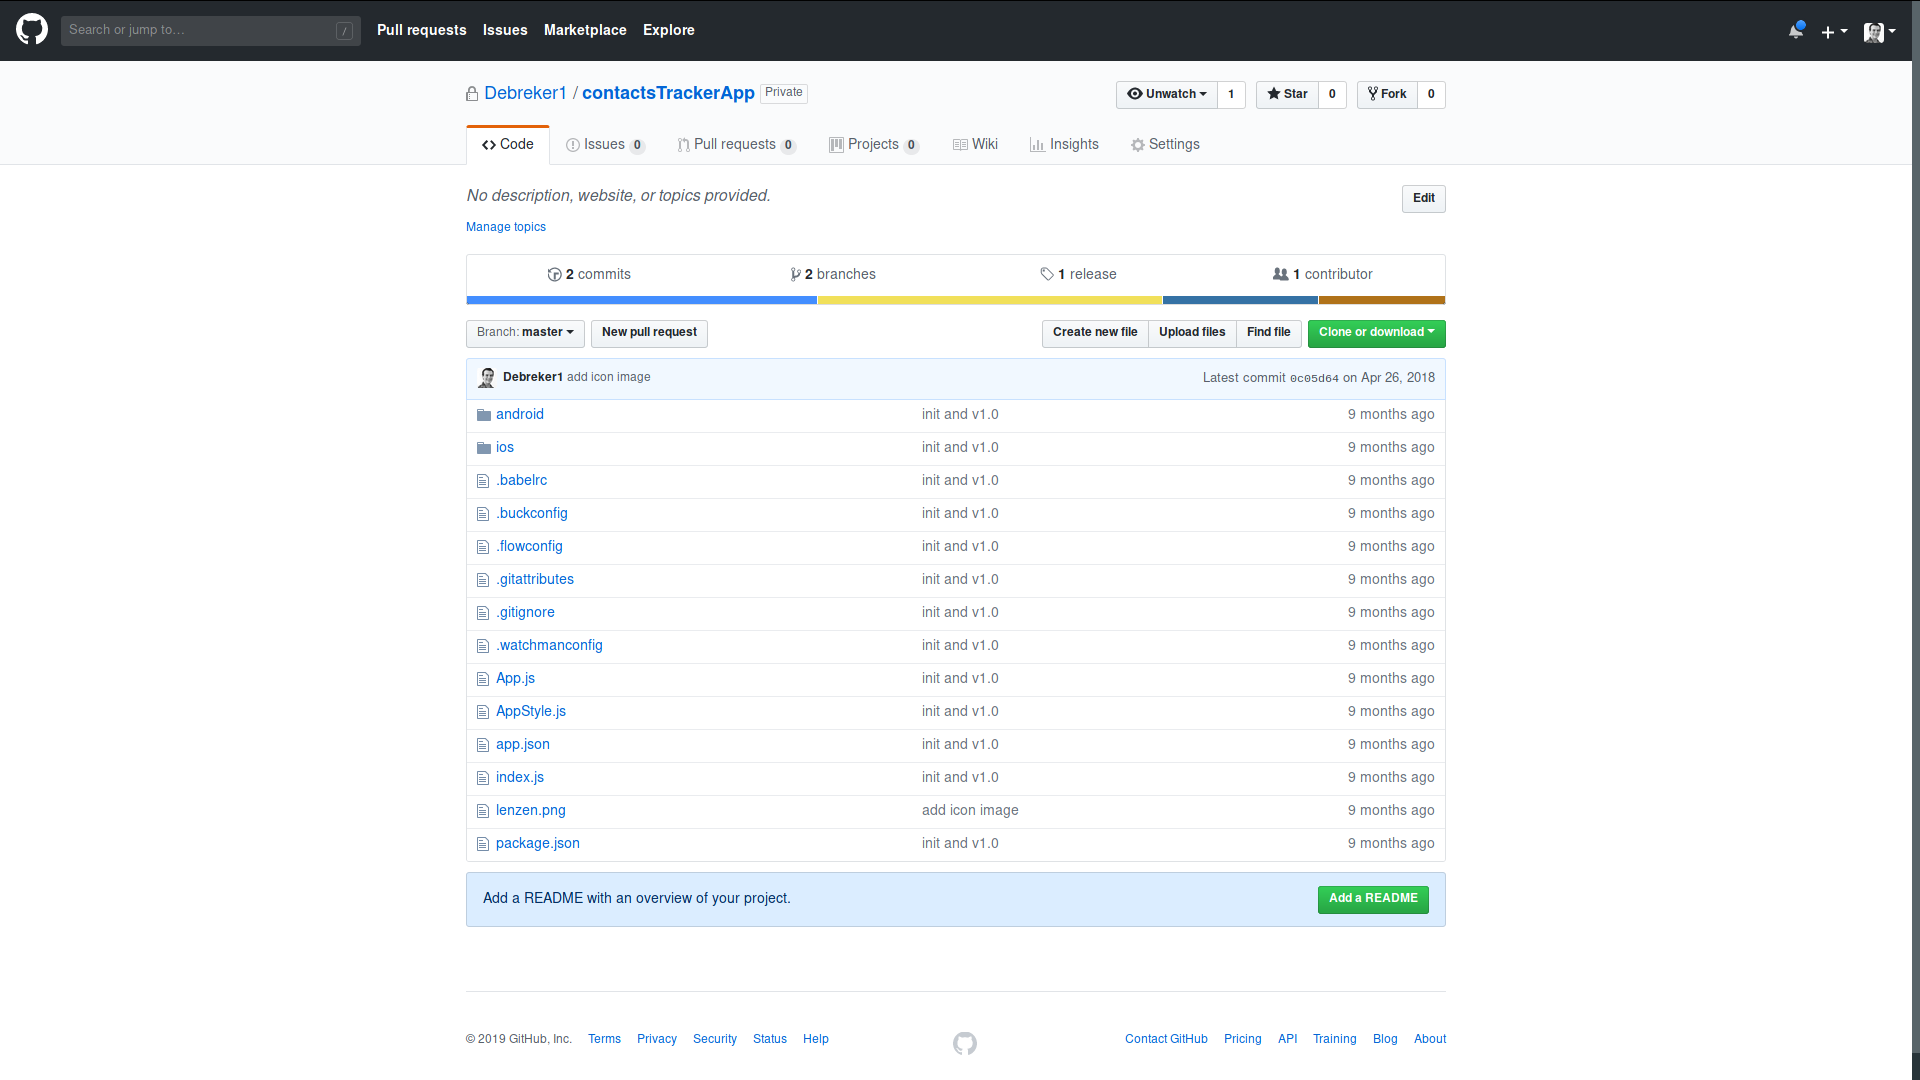 Search or jump to… / Pull requests Issues Marketplace Explore
Debreker1 / contactsTrackerApp Private Unwatch 1 Star 0 Fork 0
Code Issues 0 Pull requests 0 Projects 0 Wiki Insights Settings
No description, website, or topics provided. Edit
Manage topics
2 commits 2 branches 1 release 1 contributor
Branch: master New pull request Create new file Upload files Find file Clone or download
Debreker1 add icon image Latest commit 0c05d64 on Apr 26, 2018
android init and v1.0 9 months ago
ios init and v1.0 9 months ago
.babelrc init and v1.0 9 months ago
.buckconfig init and v1.0 9 months ago
.flowconfig init and v1.0 9 months ago
.gitattributes init and v1.0 9 months ago
.gitignore init and v1.0 9 months ago
.watchmanconfig init and v1.0 9 months ago
App.js init and v1.0 9 months ago
AppStyle.js init and v1.0 9 months ago
app.json init and v1.0 9 months ago
index.js init and v1.0 9 months ago
lenzen.png add icon image 9 months ago
package.json init and v1.0 9 months ago
Add a README with an overview of your project. Add a README
© 2019 GitHub, Inc. Terms Privacy Security Status Help Contact GitHub Pricing API Training Blog About